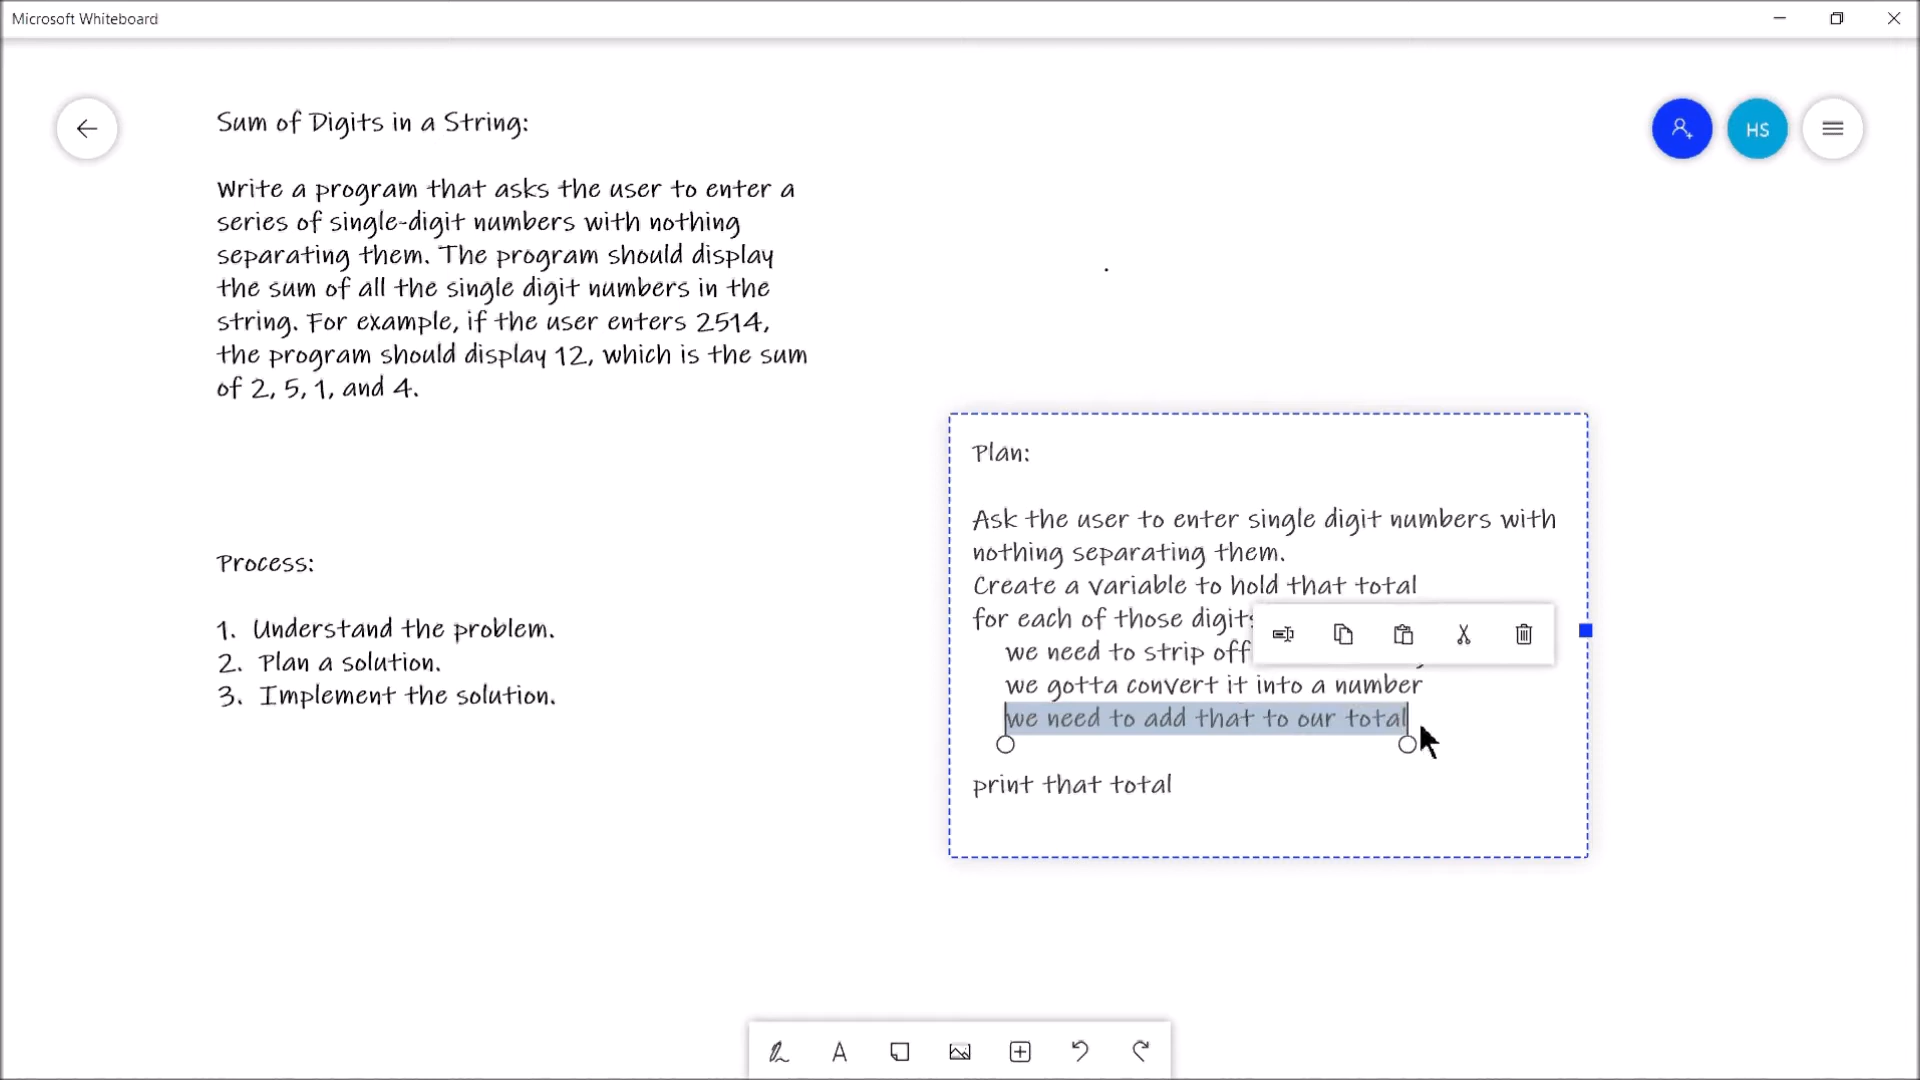 Microsoft Whiteboard
HS
Sum of Digits in a String:
Write a program that asks the user to enter a
series of single-digit numbers with nothing
separating them. The program should display
the sum of all the single digit numbers in the
string. For example, if the user enters 2514,
the program should display 12, which is the sum
of 2, 5, 1, and 4.
Process:
1. Understand the problem.
2. Plan a solution.
3. Implement the solution.
Plan:
Ask the user to enter single digit numbers with
nothing separating them.
Create a variable to hold that total
for each of those digits
we need to strip off
we gotta convert it into a number
we need to add that to our total
print that total